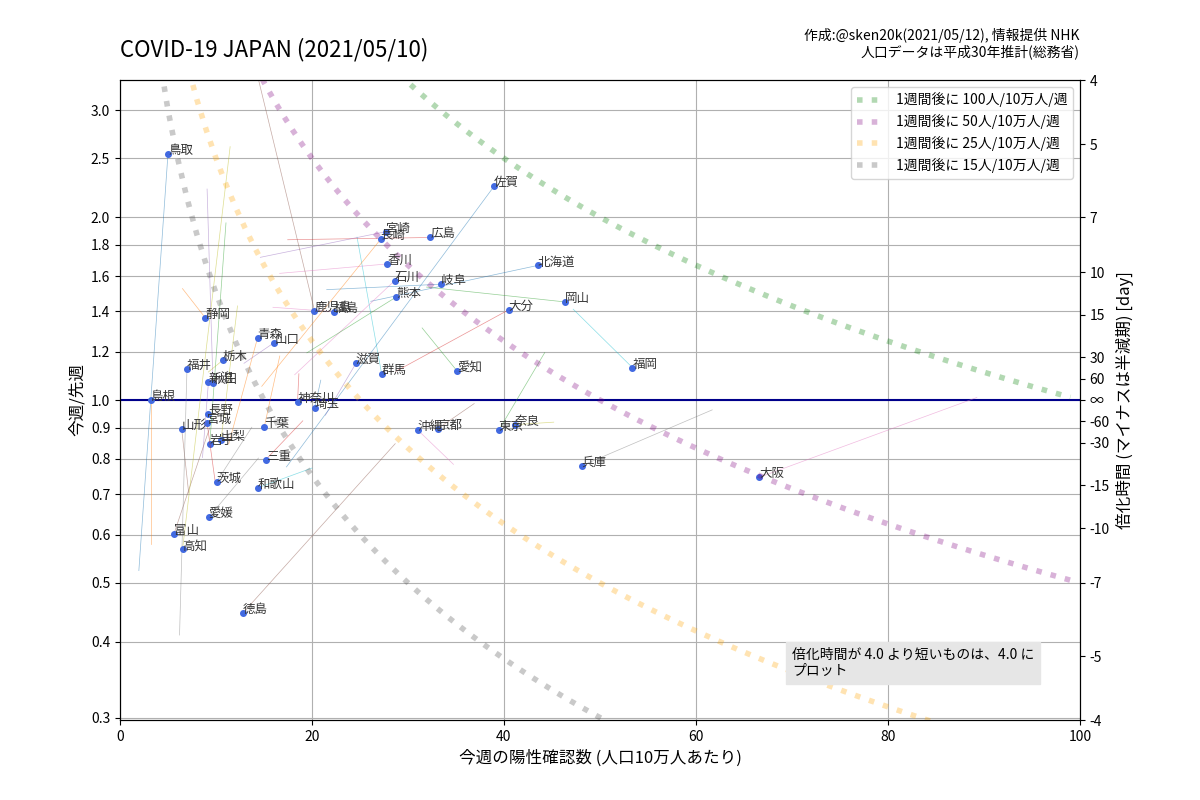 COVID-19 JAPAN (2021/05/10)
作成:@sken20k(2021/05/12), 情報提供 NHK
人口データは平成30年推計(総務省)
1週間後に 100人/10万人/週
1週間後に 50人/10万人/週
1週間後に 25人/10万人/週
1週間後に 15人/10万人/週
今週/先週
3.0
2.5
2.0
1.8
1.6
1.4
1.2
1.0
0.9
0.8
0.7
0.6
0.5
0.4
0.3
鳥取
佐賀
宮崎
長崎
広島
香川
北海道
石川
岐阜
熊本
岡山
鹿児島
福島
大分
静岡
青森
山口
栃木
滋賀
福井
群馬
愛知
福岡
新潟
秋田
島根
神奈川
埼玉
長野
宮城
山形
千葉
沖縄
京都
東京
奈良
岩手
山梨
三重
兵庫
大阪
茨城
和歌山
愛媛
富山
高知
徳島
倍化時間が 4.0 より短いものは、4.0 に
プロット
0
20
40
60
80
100
今週の陽性確認数 (人口10万人あたり)
4
5
7
10
15
30
60
∞
-60
-30
-15
-10
-7
-5
-4
倍化時間 (マイナスは半減期) [day]